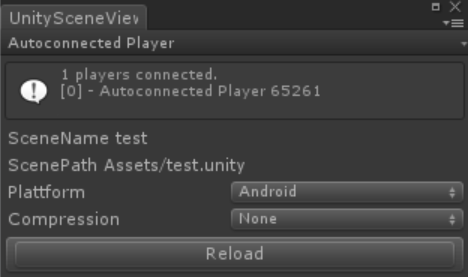 UnitySceneView
Autoconnected Player
1 players connected.
[0] - Autoconnected Player 65261
SceneName test
ScenePath Assets/test.unity
Plattform Android
Compression None
Reload